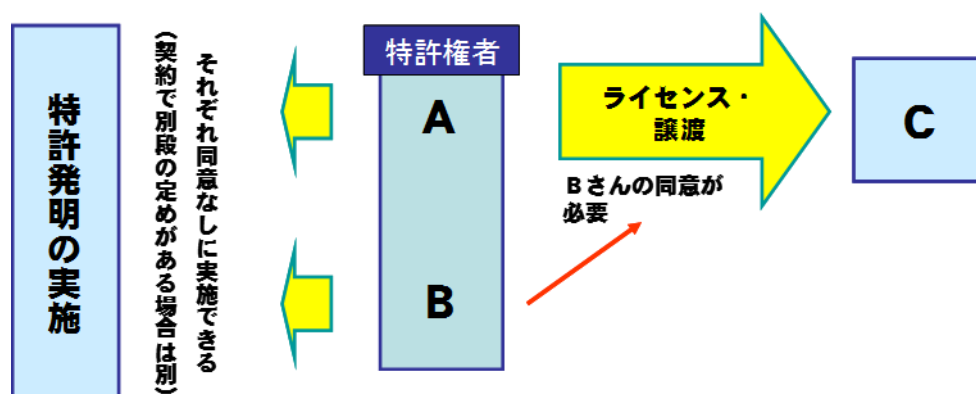 特許発明の実施
それぞれ同意なしに実施できる
（契約で別段の定めがある場合は別）
特許権者
A
B
ライセンス・
譲渡
Bさんの同意が
必要
C